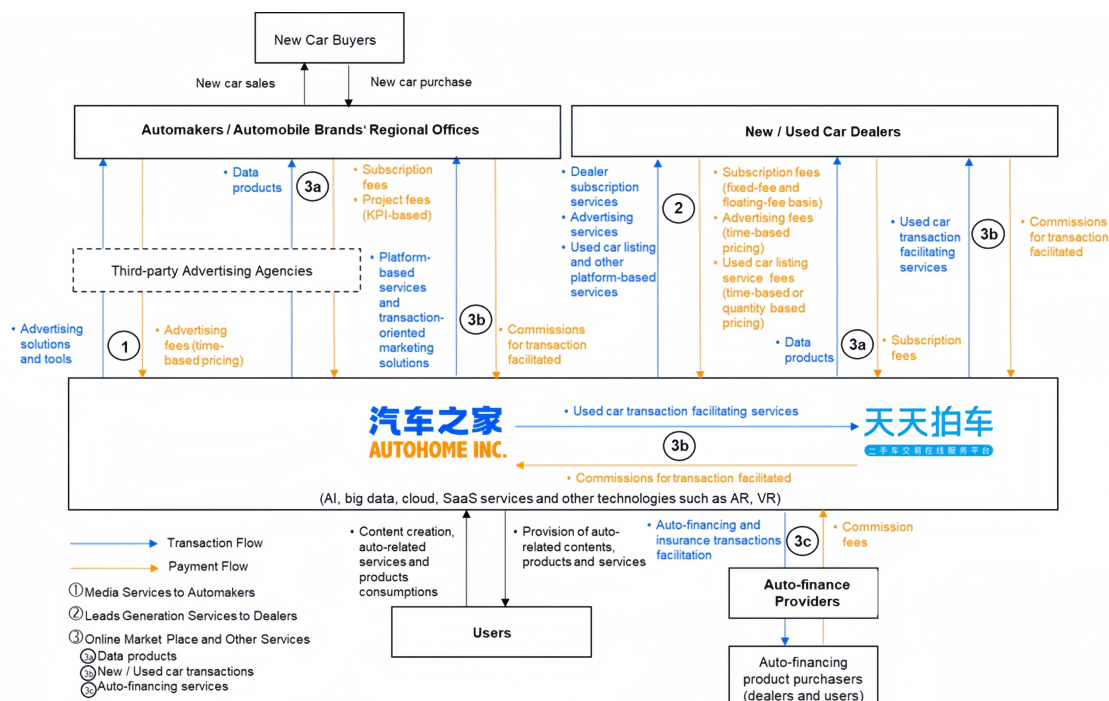 New Car Buyers
New car sales
New car purchase
Automakers / Automobile Brands' Regional Offices
New / Used Car Dealers
• Data
products
3a
• Subscription
fees
• Project fees
(KPI-based)
• Dealer
subscription
services
• Advertising
services
• Used car listing
and other
platform-based
services
2
• Subscription fees
(fixed-fee and
floating-fee basis)
• Advertising fees
(time-based
pricing)
• Used car listing
service fees
(time-based or
quantity based
pricing)
• Used car
transaction
facilitating
services
3b
• Commissions
for transaction
facilitated
Third-party Advertising Agencies
• Platform-
based
services
and
transaction-
oriented
marketing
solutions
3b
• Commissions
for transaction
facilitated
• Advertising
solutions
and tools
1
• Advertising
fees (time-
based pricing)
• Data
products
3a
• Subscription
fees
汽车之家
AUTOHOME INC.
• Used car transaction facilitating services
3b
• Commissions for transaction facilitated
天天拍车
二手车交易在线服务平台
(AI, big data, cloud, SaaS services and other technologies such as AR, VR)
• Content creation,
auto-related
services and
products
consumptions
• Provision of auto-
related contents,
products and services
• Auto-financing and
insurance transactions
facilitation
3c
• Commission
fees
Users
Auto-finance
Providers
Auto-financing
product purchasers
(dealers and users)
Transaction Flow
Payment Flow
① Media Services to Automakers
② Leads Generation Services to Dealers
③ Online Market Place and Other Services
3a Data products
3b New / Used car transactions
3c Auto-financing services